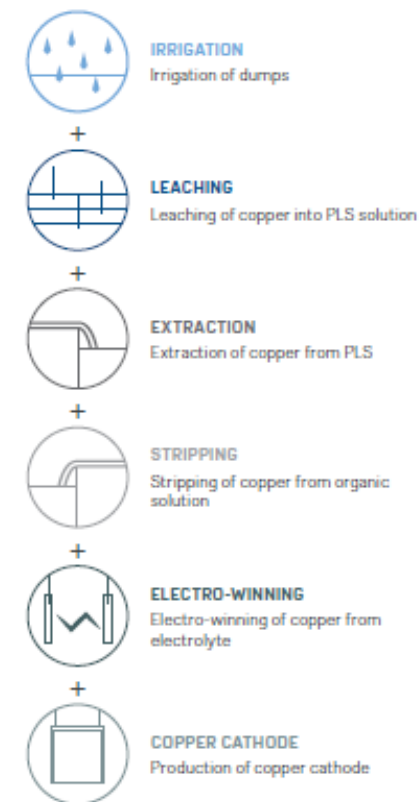 IRRIGATION
Irrigation of dumps
+
LEACHING
Leaching of copper into PLS solution
+
EXTRACTION
Extraction of copper from PLS
+
STRIPPING
Stripping of copper from organic
solution
+
ELECTRO-WINNING
Electro-winning of copper from
electrolyte
+
COPPER CATHODE
Production of copper cathode